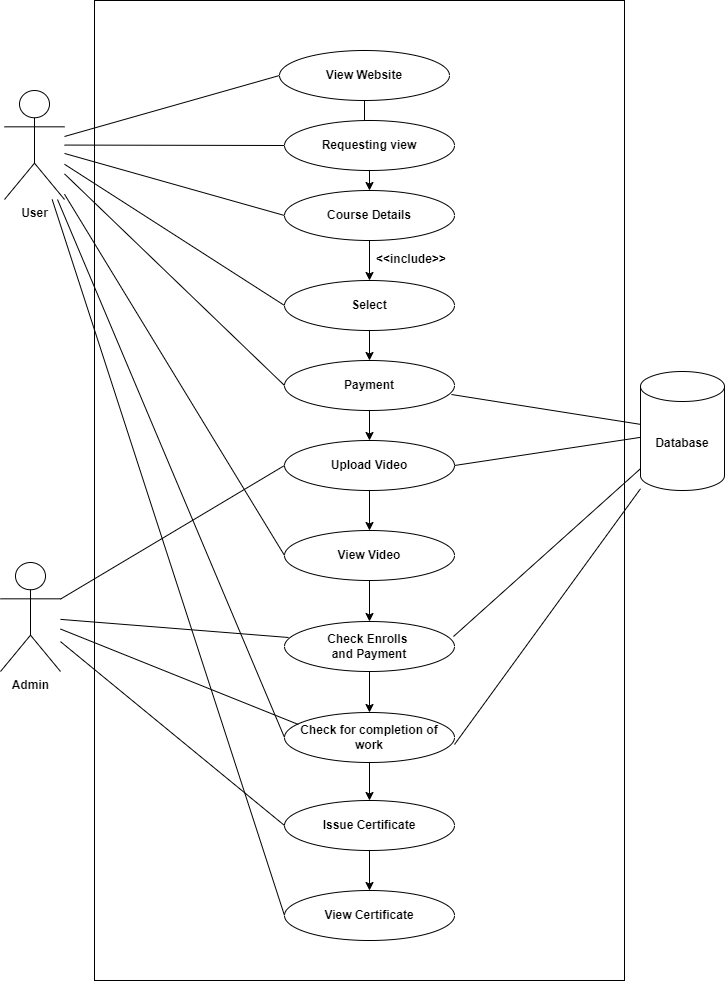 View Website
Requesting view
User
Course Details
<<include>>
Select
Payment
Database
Upload Video
View Video
Check Enrolls
and Payment
Admin
Check for completion of
work
Issue Certificate
View Certificate